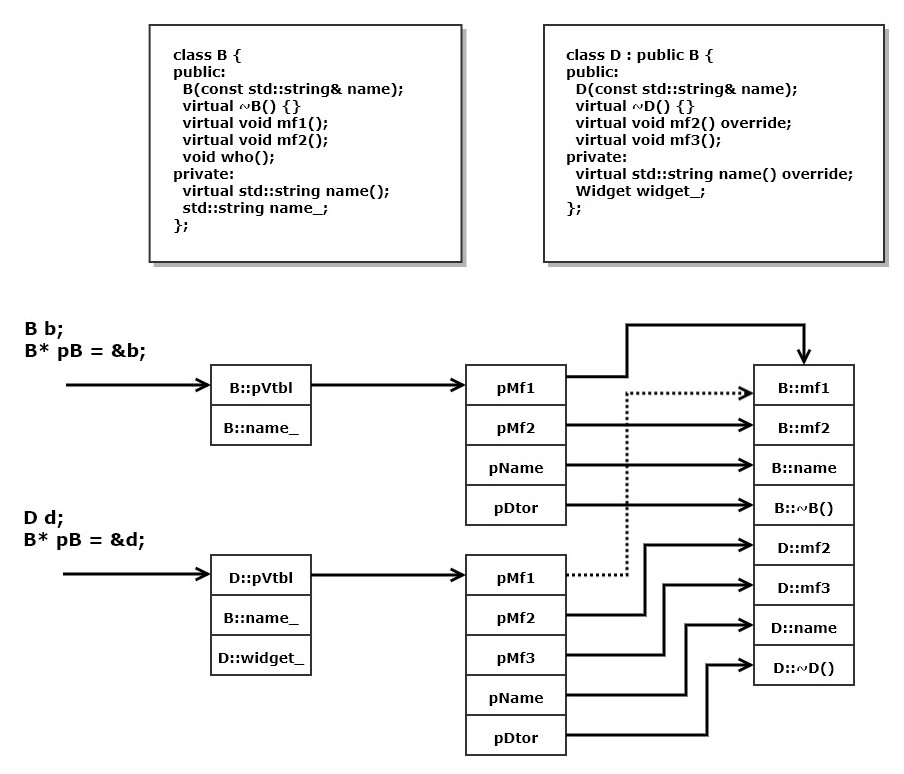 class B {
public:
  B(const std::string& name);
  virtual ~B() {}
  virtual void mf1();
  virtual void mf2();
  void who();
private:
  virtual std::string name();
  std::string name_;
};
class D : public B {
public:
  D(const std::string& name);
  virtual ~D() {}
  virtual void mf2() override;
  virtual void mf3();
private:
  virtual std::string name() override;
  Widget widget_;
};
B b;
B* pB = &b;
B::pVtbl
B::name_
pMf1
pMf2
pName
pDtor
D d;
B* pB = &d;
D::pVtbl
B::name_
D::widget_
pMf1
pMf2
pMf3
pName
pDtor
B::mf1
B::mf2
B::name
B::~B()
D::mf2
D::mf3
D::name
D::~D()